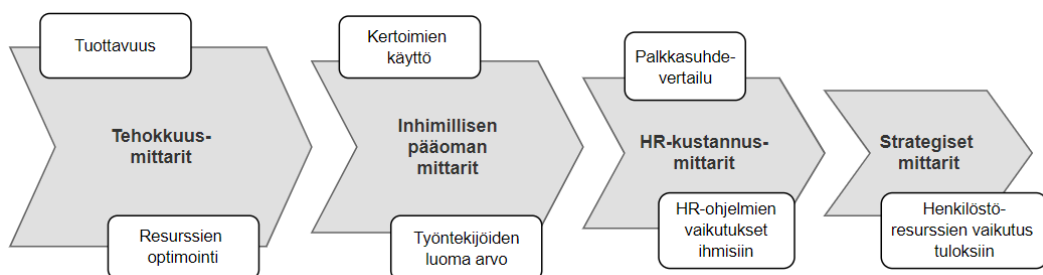 Tuottavuus
Tehokkuus-
mittarit
Resurssien
optimointi
Kertoimien
käyttö
Inhimillisen
pääoman
mittarit
Työntekijöiden
luoma arvo
Palkkasuhde-
vertailu
HR-kustannus-
mittarit
HR-ohjelmien
vaikutukset
ihmisiin
Strategiset
mittarit
Henkilöstö-
resurssien vaikutus
tuloksiin